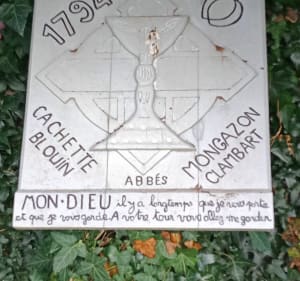 1794
CACHETTE
BLOUIN
ABBÉS
MONGAZON
CLAMBART
MON·DIEU il y a longtemps que je vous porte
et que je vous garde. A votre tour vous allez me garder